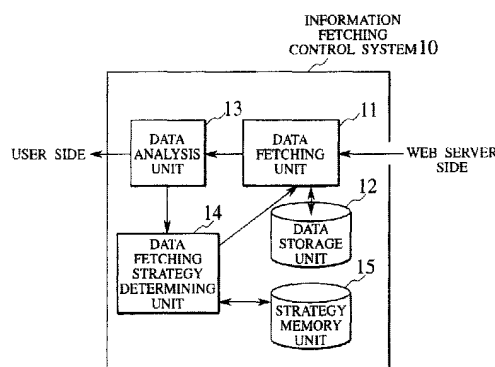 INFORMATION
FETCHING
CONTROL SYSTEM 10
13
11
USER SIDE
DATA
ANALYSIS
UNIT
DATA
FETCHING
UNIT
WEB SERVER
SIDE
14
12
DATA
FETCHING
STRATEGY
DETERMINING
UNIT
DATA
STORAGE
UNIT
15
STRATEGY
MEMORY
UNIT